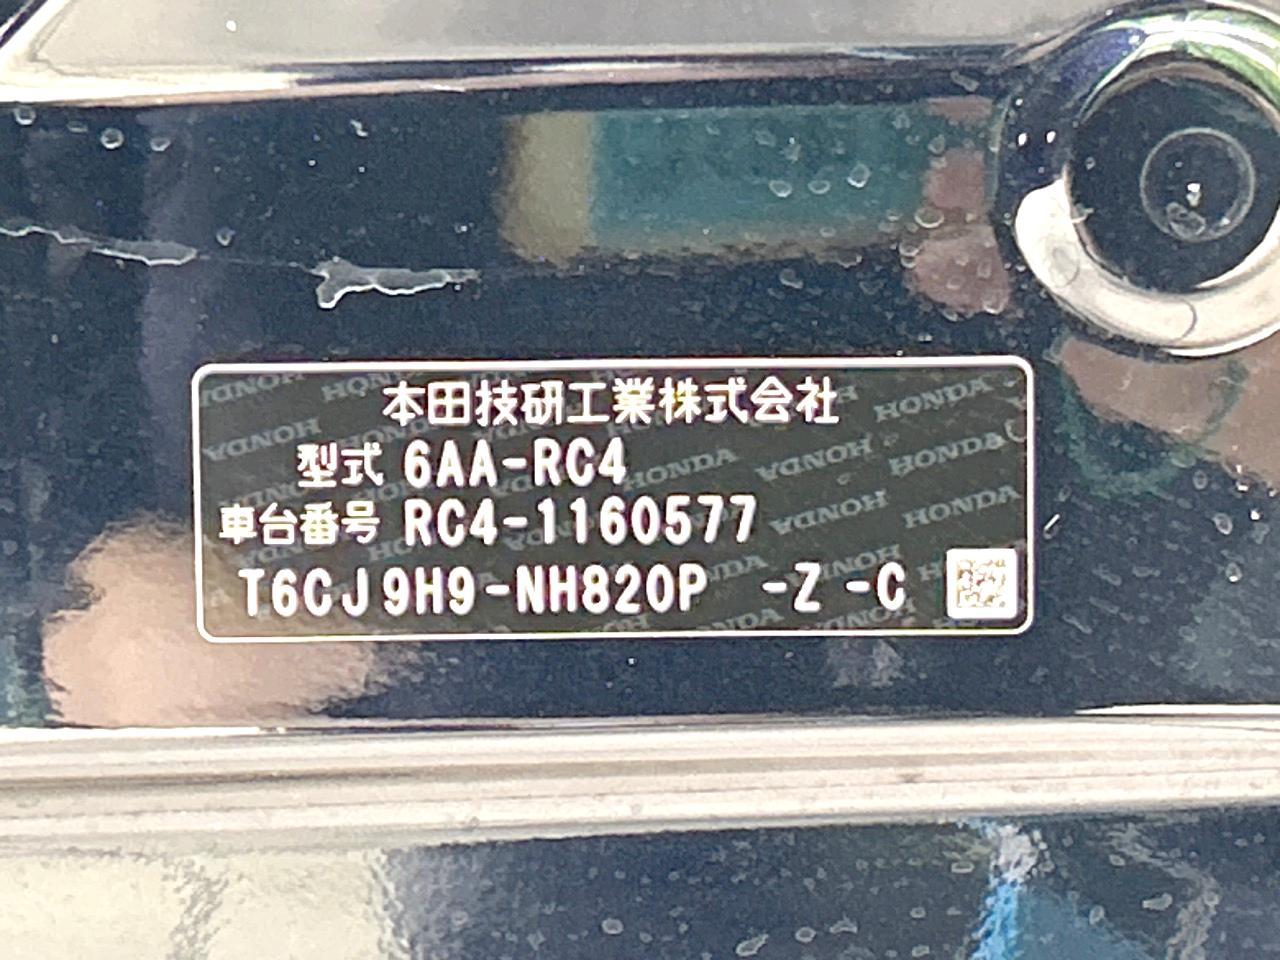 本田技研工業株式会社
型式 6AA-RC4
車台番号 RC4-1160577
T6CJ9H9-NH820P -Z -C
HONDA